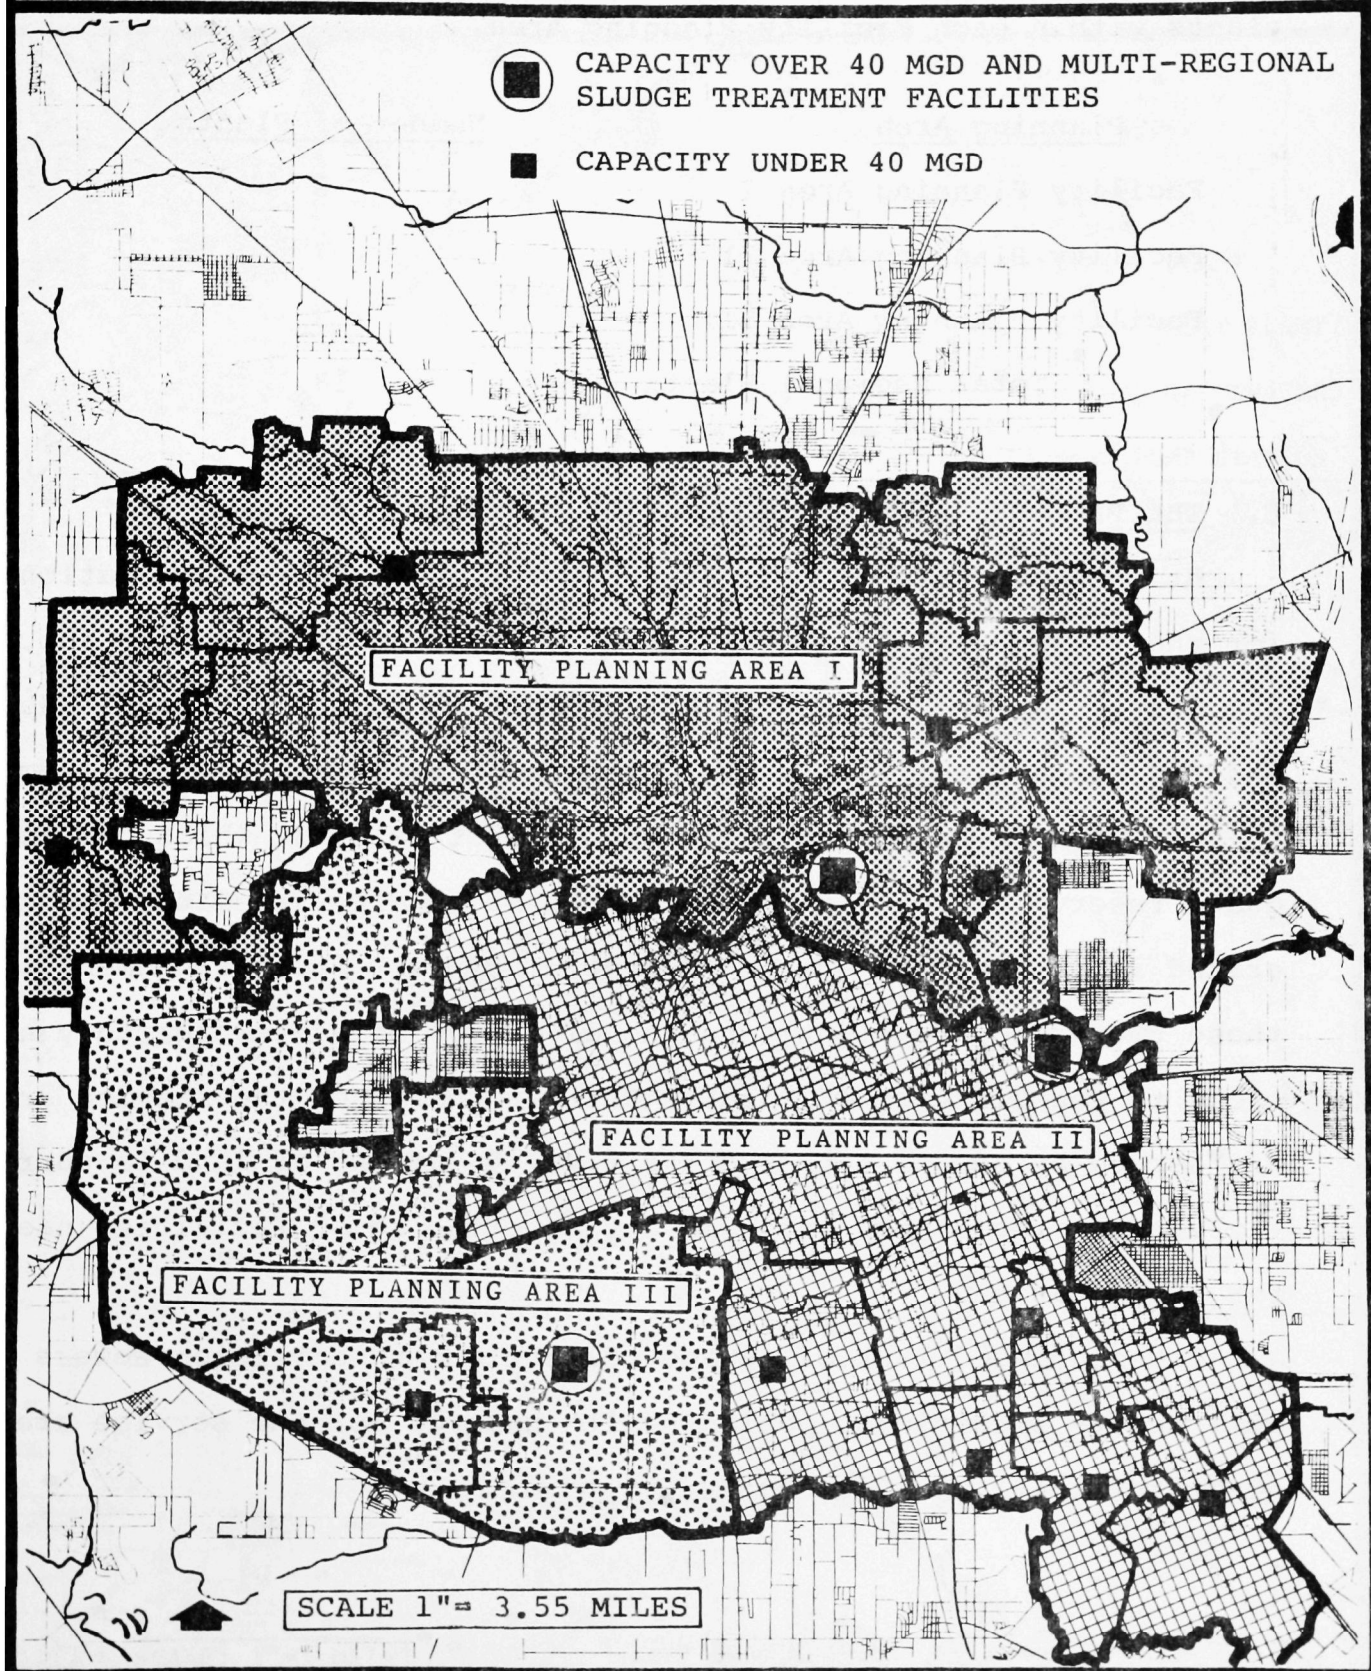 CAPACITY OVER 40 MGD AND MULTI-REGIONAL
SLUDGE TREATMENT FACILITIES
CAPACITY UNDER 40 MGD
FACILITY PLANNING AREA I
FACILITY PLANNING AREA II
FACILITY PLANNING AREA III
SCALE 1"= 3.55 MILES